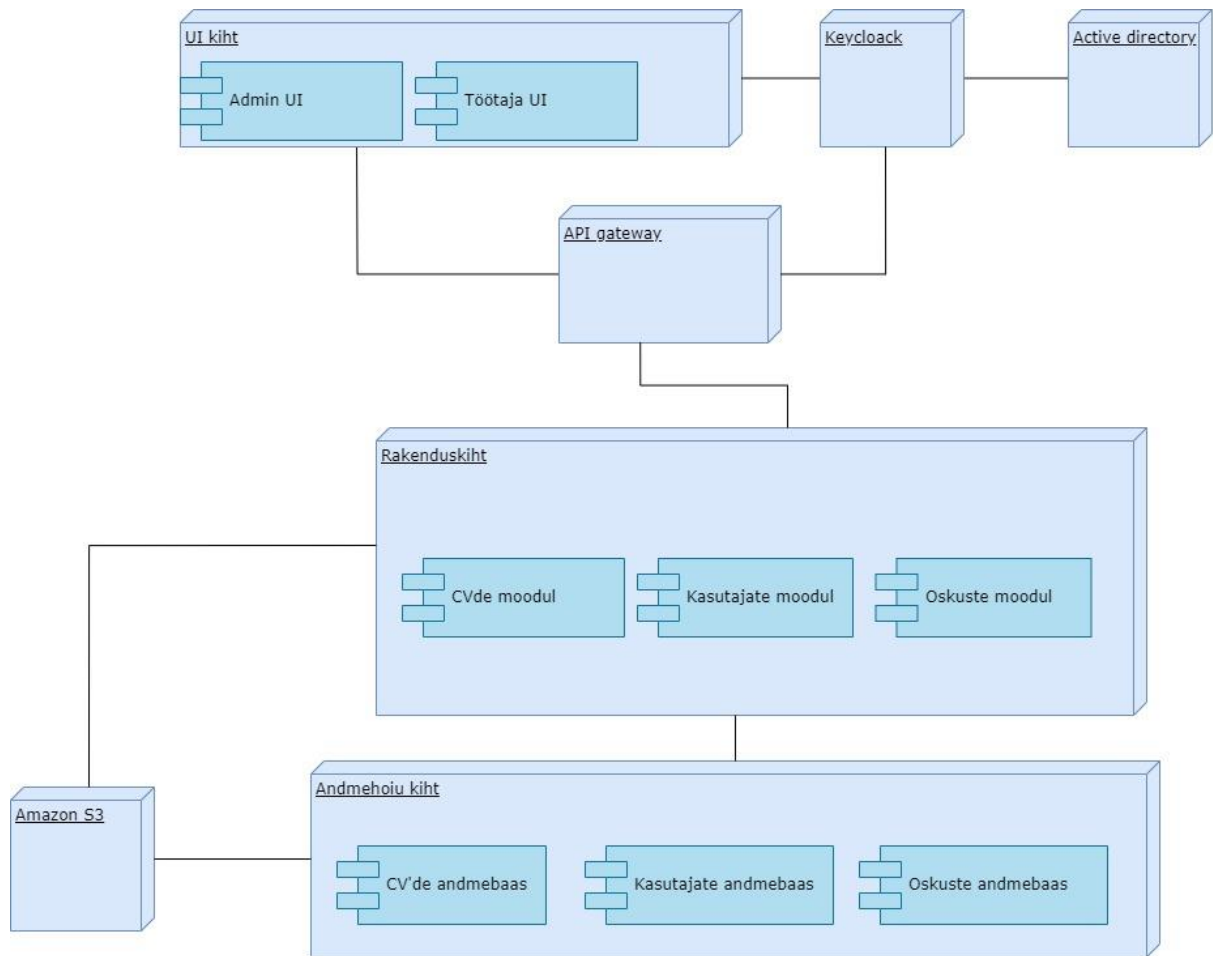 UI kiht
Keycloack
Active directory
Admin UI
Töötaja UI
API gateway
Rakenduskiht
CVde moodul
Kasutajate moodul
Oskuste moodul
Andmehoiu kiht
Amazon S3
CV'de andmebaas
Kasutajate andmebaas
Oskuste andmebaas